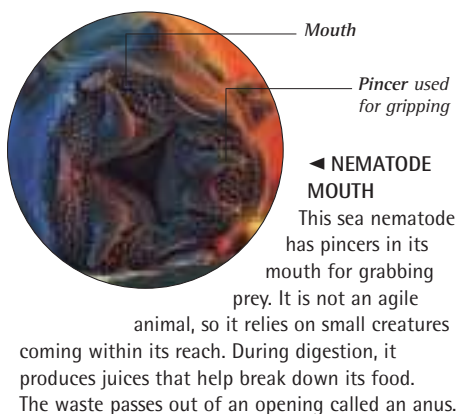 Mouth
Pincer used
for gripping
◄ NEMATODE
MOUTH
This sea nematode
has pincers in its
mouth for grabbing
prey. It is not an agile
animal, so it relies on small creatures
coming within its reach. During digestion, it
produces juices that help break down its food.
The waste passes out of an opening called an anus.